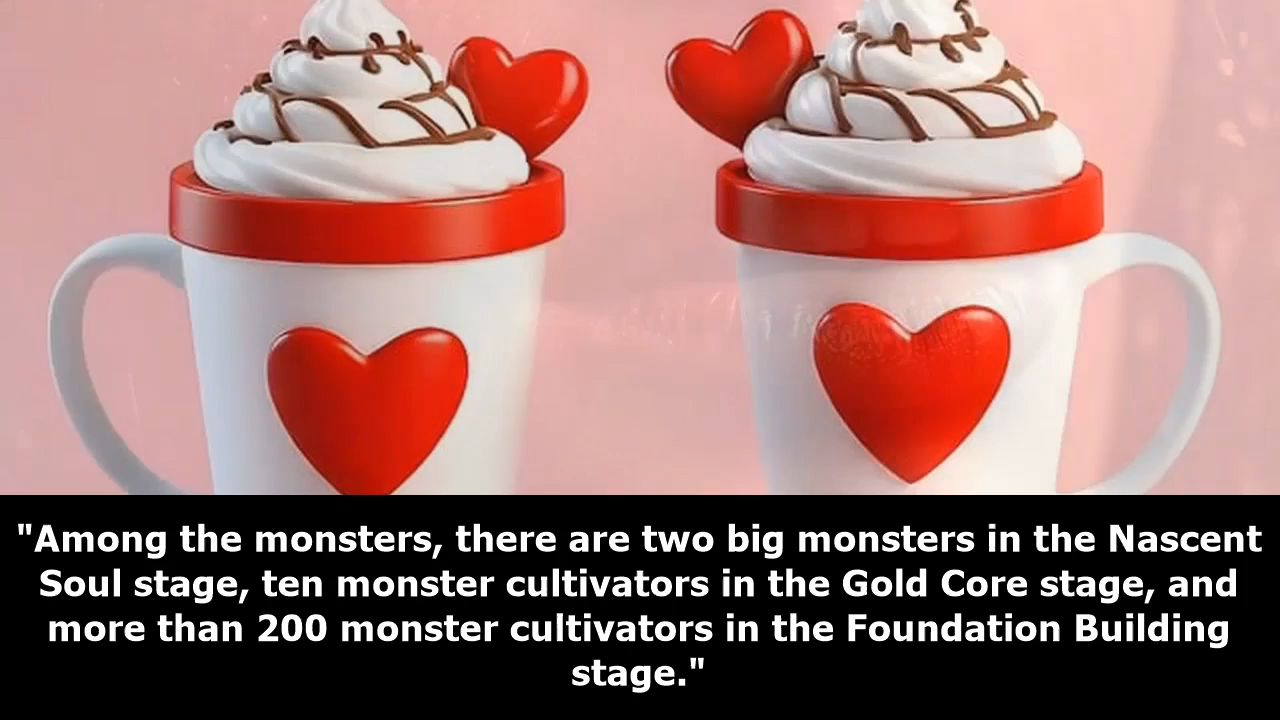 "Among the monsters, there are two big monsters in the Nascent
Soul stage, ten monster cultivators in the Gold Core stage, and
more than 200 monster cultivators in the Foundation Building
stage."